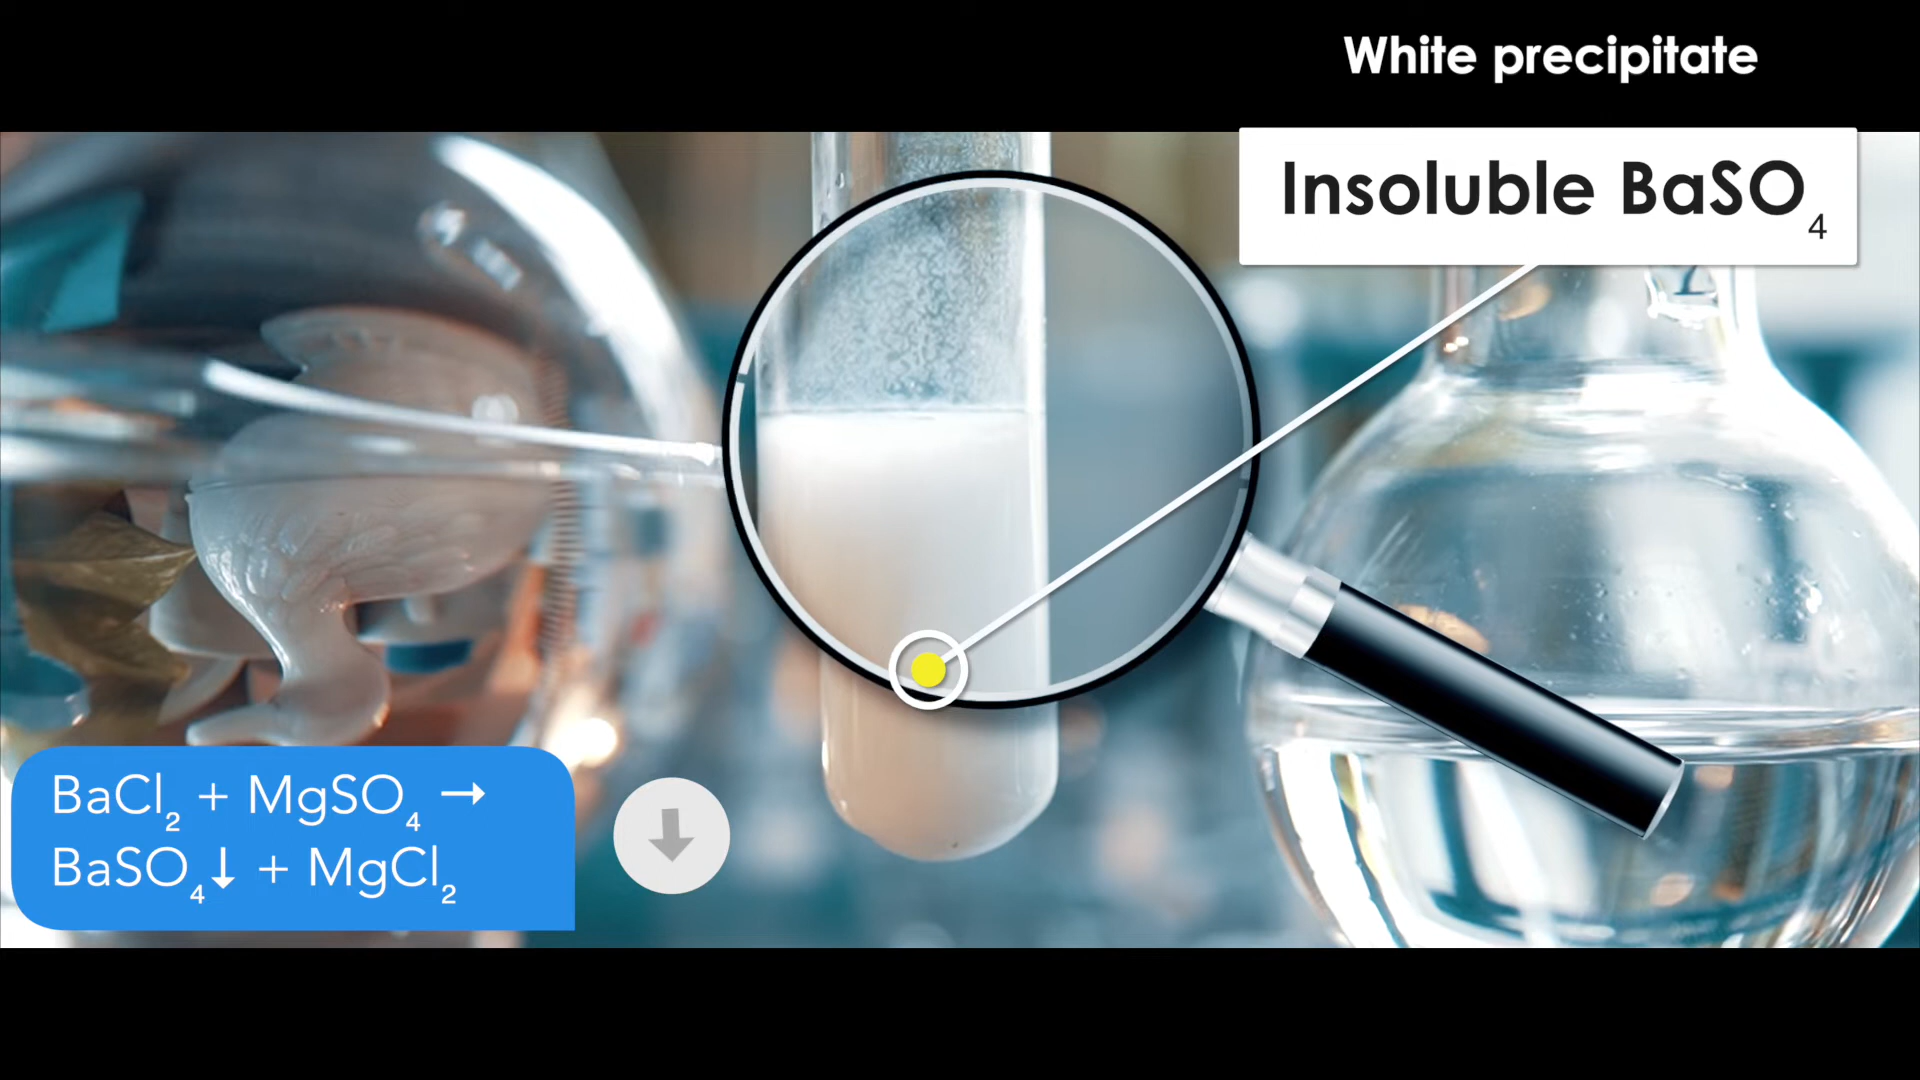 White precipitate
Insoluble BaSO₄
BaCl₂ + MgSO₄ →
BaSO₄↓ + MgCl₂